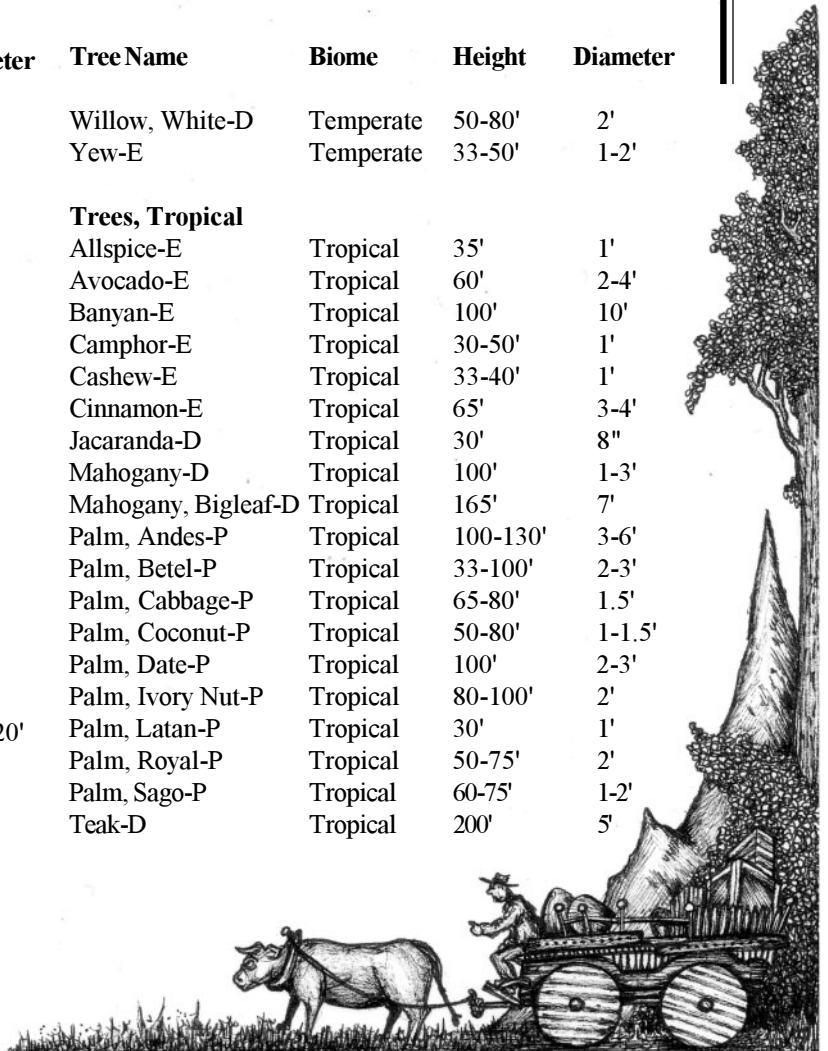 eter Tree Name Biome Height Diameter
Willow, White-D Temperate 50-80' 2'
Yew-E Temperate 33-50' 1-2'
Trees, Tropical
Allspice-E Tropical 35' 1'
Avocado-E Tropical 60' 2-4'
Banyan-E Tropical 100' 10'
Camphor-E Tropical 30-50' 1'
Cashew-E Tropical 33-40' 1'
Cinnamon-E Tropical 65' 3-4'
Jacaranda-D Tropical 30' 8"
Mahogany-D Tropical 100' 1-3'
Mahogany, Bigleaf-D Tropical 165' 7'
Palm, Andes-P Tropical 100-130' 3-6'
Palm, Betel-P Tropical 33-100' 2-3'
Palm, Cabbage-P Tropical 65-80' 1.5'
Palm, Coconut-P Tropical 50-80' 1-1.5'
Palm, Date-P Tropical 100' 2-3'
Palm, Ivory Nut-P Tropical 80-100' 2'
20' Palm, Latan-P Tropical 30' 1'
Palm, Royal-P Tropical 50-75' 2'
Palm, Sago-P Tropical 60-75' 1-2'
Teak-D Tropical 200' 5'